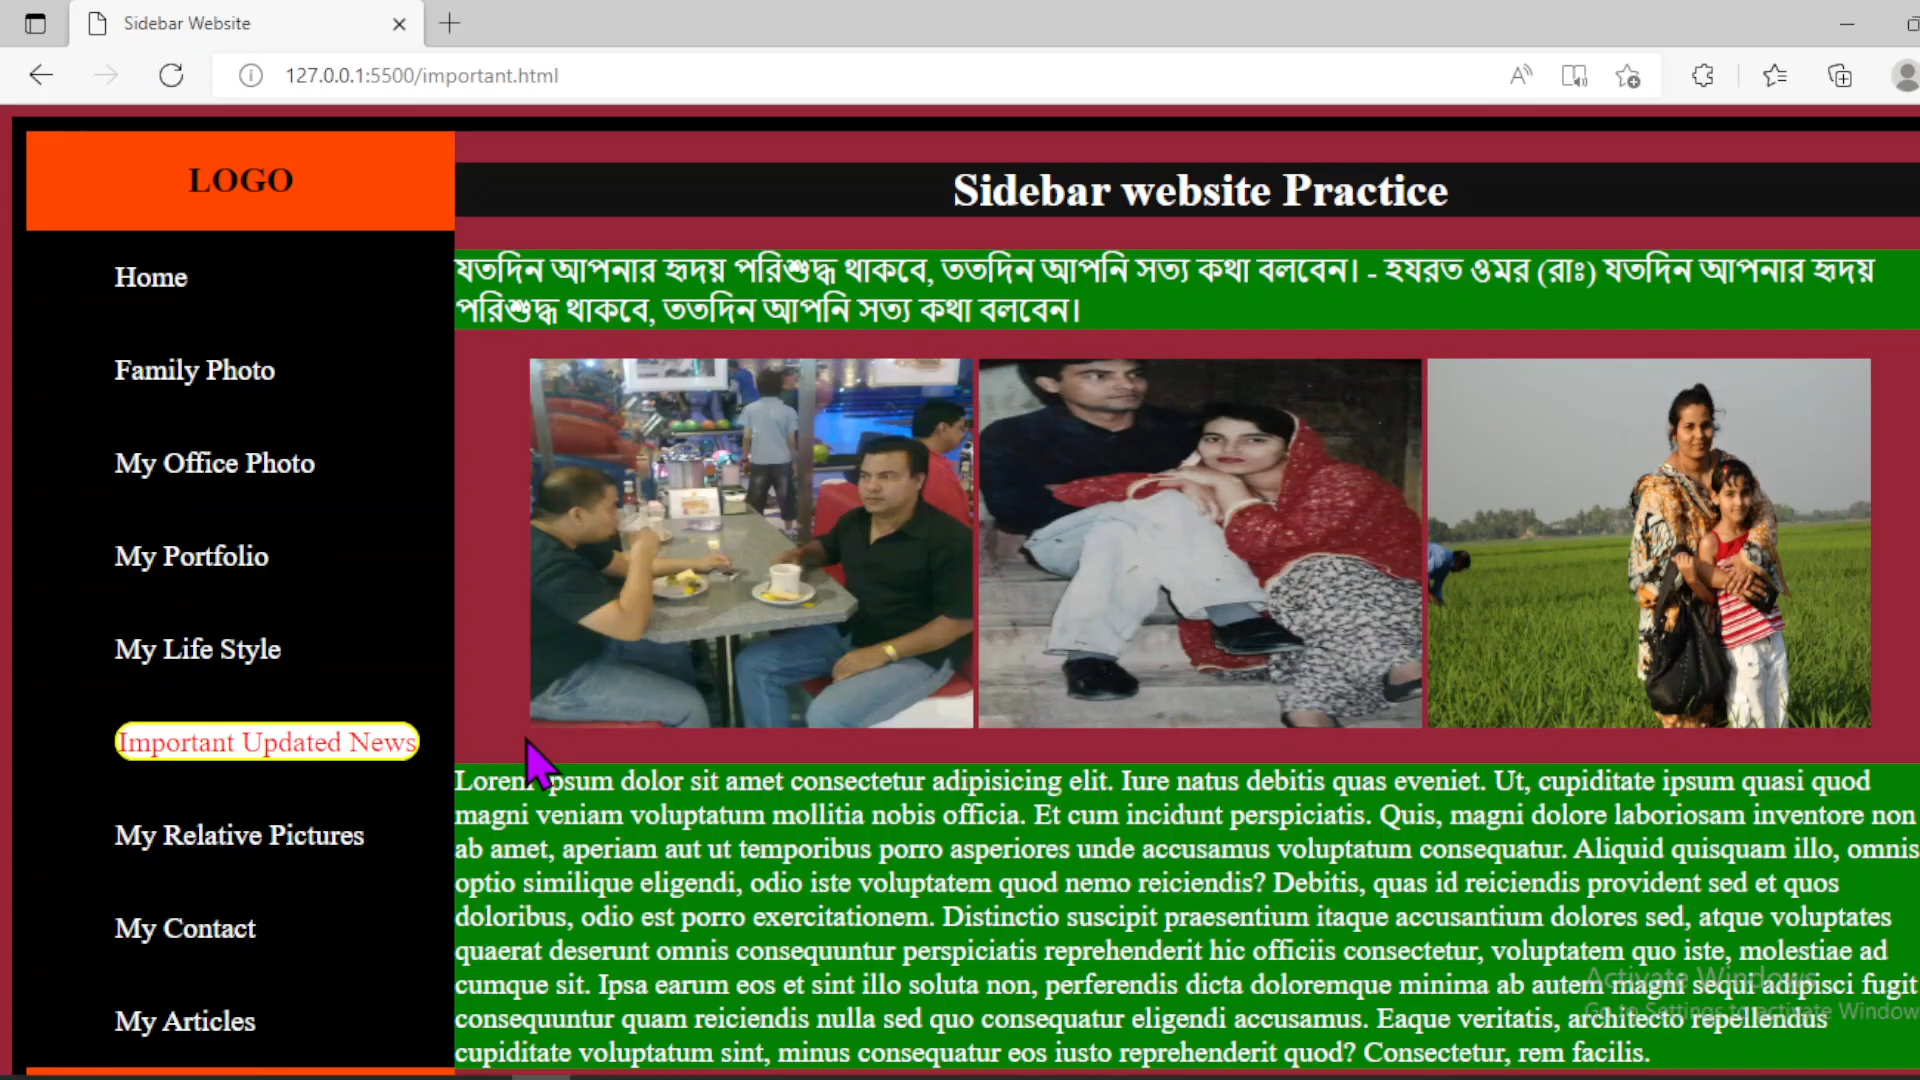 Sidebar Website
127.0.0.1:5500/important.html
LOGO
Home
Family Photo
My Office Photo
My Portfolio
My Life Style
Important Updated News
My Relative Pictures
My Contact
My Articles
Sidebar website Practice
যতদিন আপনার হৃদয় পরিশুদ্ধ থাকবে, ততদিন আপনি সত্য কথা বলবেন। - হযরত ওমর (রাঃ) যতদিন আপনার হৃদয়
পরিশুদ্ধ থাকবে, ততদিন আপনি সত্য কথা বলবেন।
Lorem ipsum dolor sit amet consectetur adipisicing elit. Iure natus debitis quas eveniet. Ut, cupiditate ipsum quasi quod
magni veniam voluptatum mollitia nobis officia. Et cum incidunt perspiciatis. Quis, magni dolore laboriosam inventore non
ab amet, aperiam aut ut temporibus porro asperiores unde accusamus voluptatum consequatur. Aliquid quisquam illo, omnis
optio similique eligendi, odio iste voluptatem quod nemo reiciendis? Debitis, quas id reiciendis provident sed et quos
doloribus, odio est porro exercitationem. Distinctio suscipit praesentium itaque accusantium dolores sed, atque voluptates
quaerat deserunt omnis consequuntur perspiciatis reprehenderit hic officiis consectetur, voluptatem quo iste, molestiae ad
cumque sit. Ipsa earum eos et sint illo soluta non, perferendis dicta doloremque minima ab autem magni sequi adipisci fugit
consequuntur quam reiciendis nulla sed quo consequatur eligendi accusamus. Eaque veritatis, architecto repellendus
cupiditate voluptatum sint, minus consequatur eos iusto reprehenderit quod? Consectetur, rem facilis.
Activate Windows
Go to Settings to activate Window